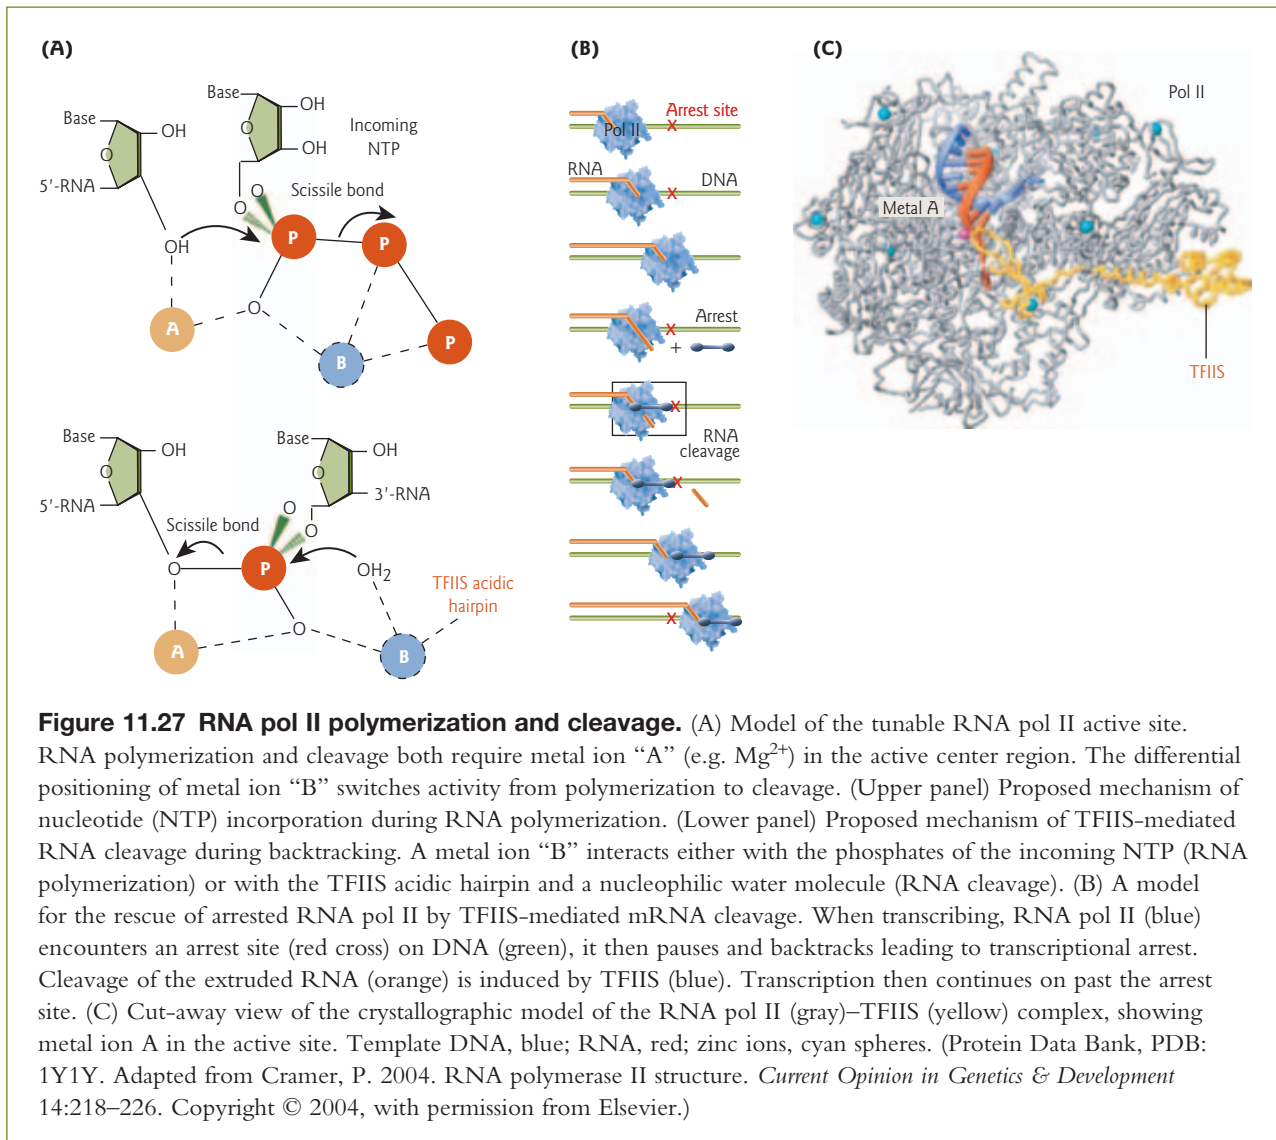 (A)
Base
OH
O
5′-RNA
OH
Base
OH
O
OH
Incoming
NTP
O
O
Scissile bond
P
P
P
O
A
B
Base
OH
O
5′-RNA
Base
OH
O
3′-RNA
Scissile bond
O
O
O
P
OH2
TFIIS acidic
hairpin
O
A
B
(B)
Arrest site
X
Pol II
RNA
DNA
X
Arrest
X
+
X
RNA
cleavage
X
X
(C)
Pol II
Metal A
TFIIS
Figure 11.27 RNA pol II polymerization and cleavage. (A) Model of the tunable RNA pol II active site.
RNA polymerization and cleavage both require metal ion “A” (e.g. Mg2+) in the active center region. The differential
positioning of metal ion “B” switches activity from polymerization to cleavage. (Upper panel) Proposed mechanism of
nucleotide (NTP) incorporation during RNA polymerization. (Lower panel) Proposed mechanism of TFIIS-mediated
RNA cleavage during backtracking. A metal ion “B” interacts either with the phosphates of the incoming NTP (RNA
polymerization) or with the TFIIS acidic hairpin and a nucleophilic water molecule (RNA cleavage). (B) A model
for the rescue of arrested RNA pol II by TFIIS-mediated mRNA cleavage. When transcribing, RNA pol II (blue)
encounters an arrest site (red cross) on DNA (green), it then pauses and backtracks leading to transcriptional arrest.
Cleavage of the extruded RNA (orange) is induced by TFIIS (blue). Transcription then continues on past the arrest
site. (C) Cut-away view of the crystallographic model of the RNA pol II (gray)–TFIIS (yellow) complex, showing
metal ion A in the active site. Template DNA, blue; RNA, red; zinc ions, cyan spheres. (Protein Data Bank, PDB:
1Y1Y. Adapted from Cramer, P. 2004. RNA polymerase II structure. Current Opinion in Genetics & Development
14:218–226. Copyright © 2004, with permission from Elsevier.)